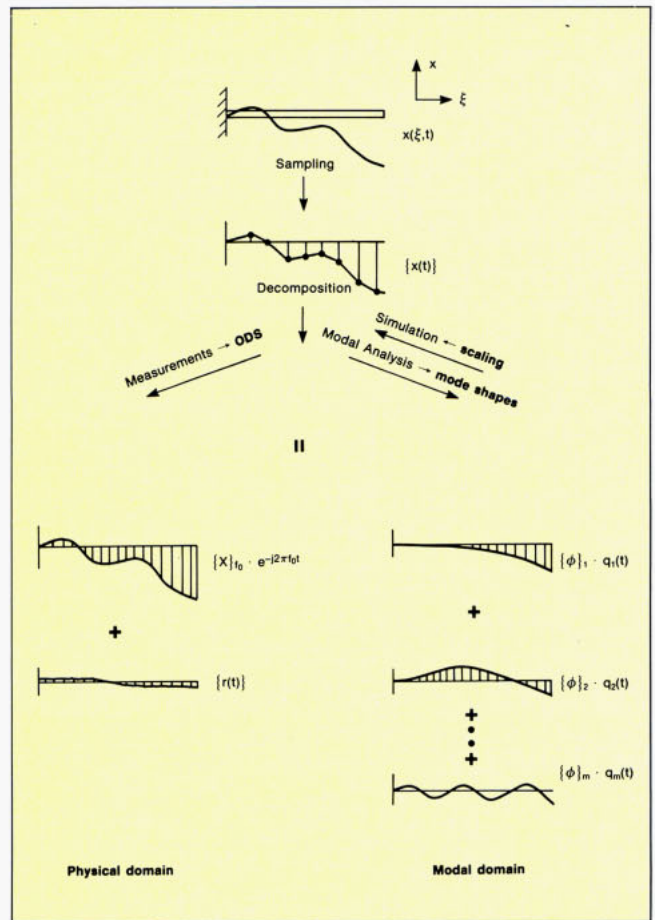 x
ξ
x(ξ,t)
Sampling
{x(t)}
Decomposition
Measurements → ODS
Simulation ← scaling
Modal Analysis → mode shapes
=
{X}f₀ · e^-j2πf₀t
{φ}₁ · q₁(t)
+
+
{r(t)}
{φ}₂ · q₂(t)
+
+
{φ}ₘ · qₘ(t)
Physical domain
Modal domain